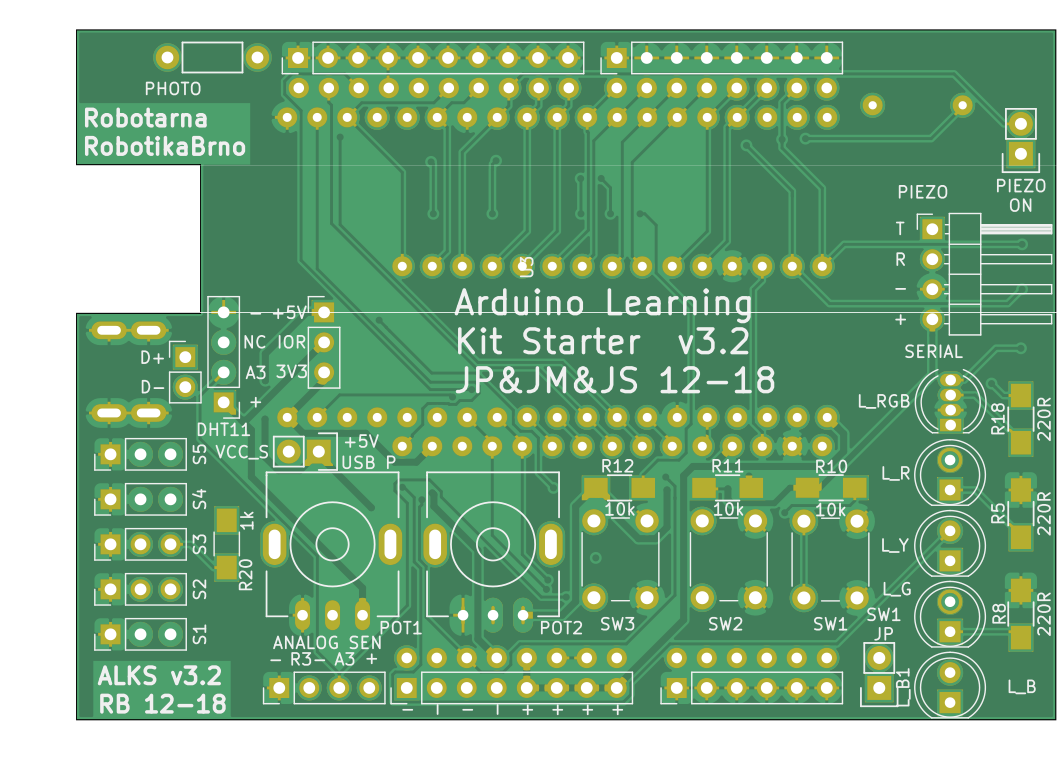 PHOTO
Robotarna
RobotikaBrno
PIEZO
PIEZO
ON
T
R
-
+
SERIAL
U5
Arduino Learning
Kit Starter v3.2
JP&JM&JS 12-18
- +5V
NC IOR
A3 3V3
+
D+
D-
DHT11
VCC_S
+5V
USB P
L_RGB
R18
220R
S5
S4
S3
S2
S1
1k
R20
R12
10k
R11
10k
R10
10k
L_R
R5
220R
L_Y
L_G
R8
220R
POT1
POT2
SW3
SW2
SW1
SW1
JP
ANALOG SEN
- R3- A3 +
ALKS v3.2
RB 12-18
- | - | + + + +
L_B1
L_B